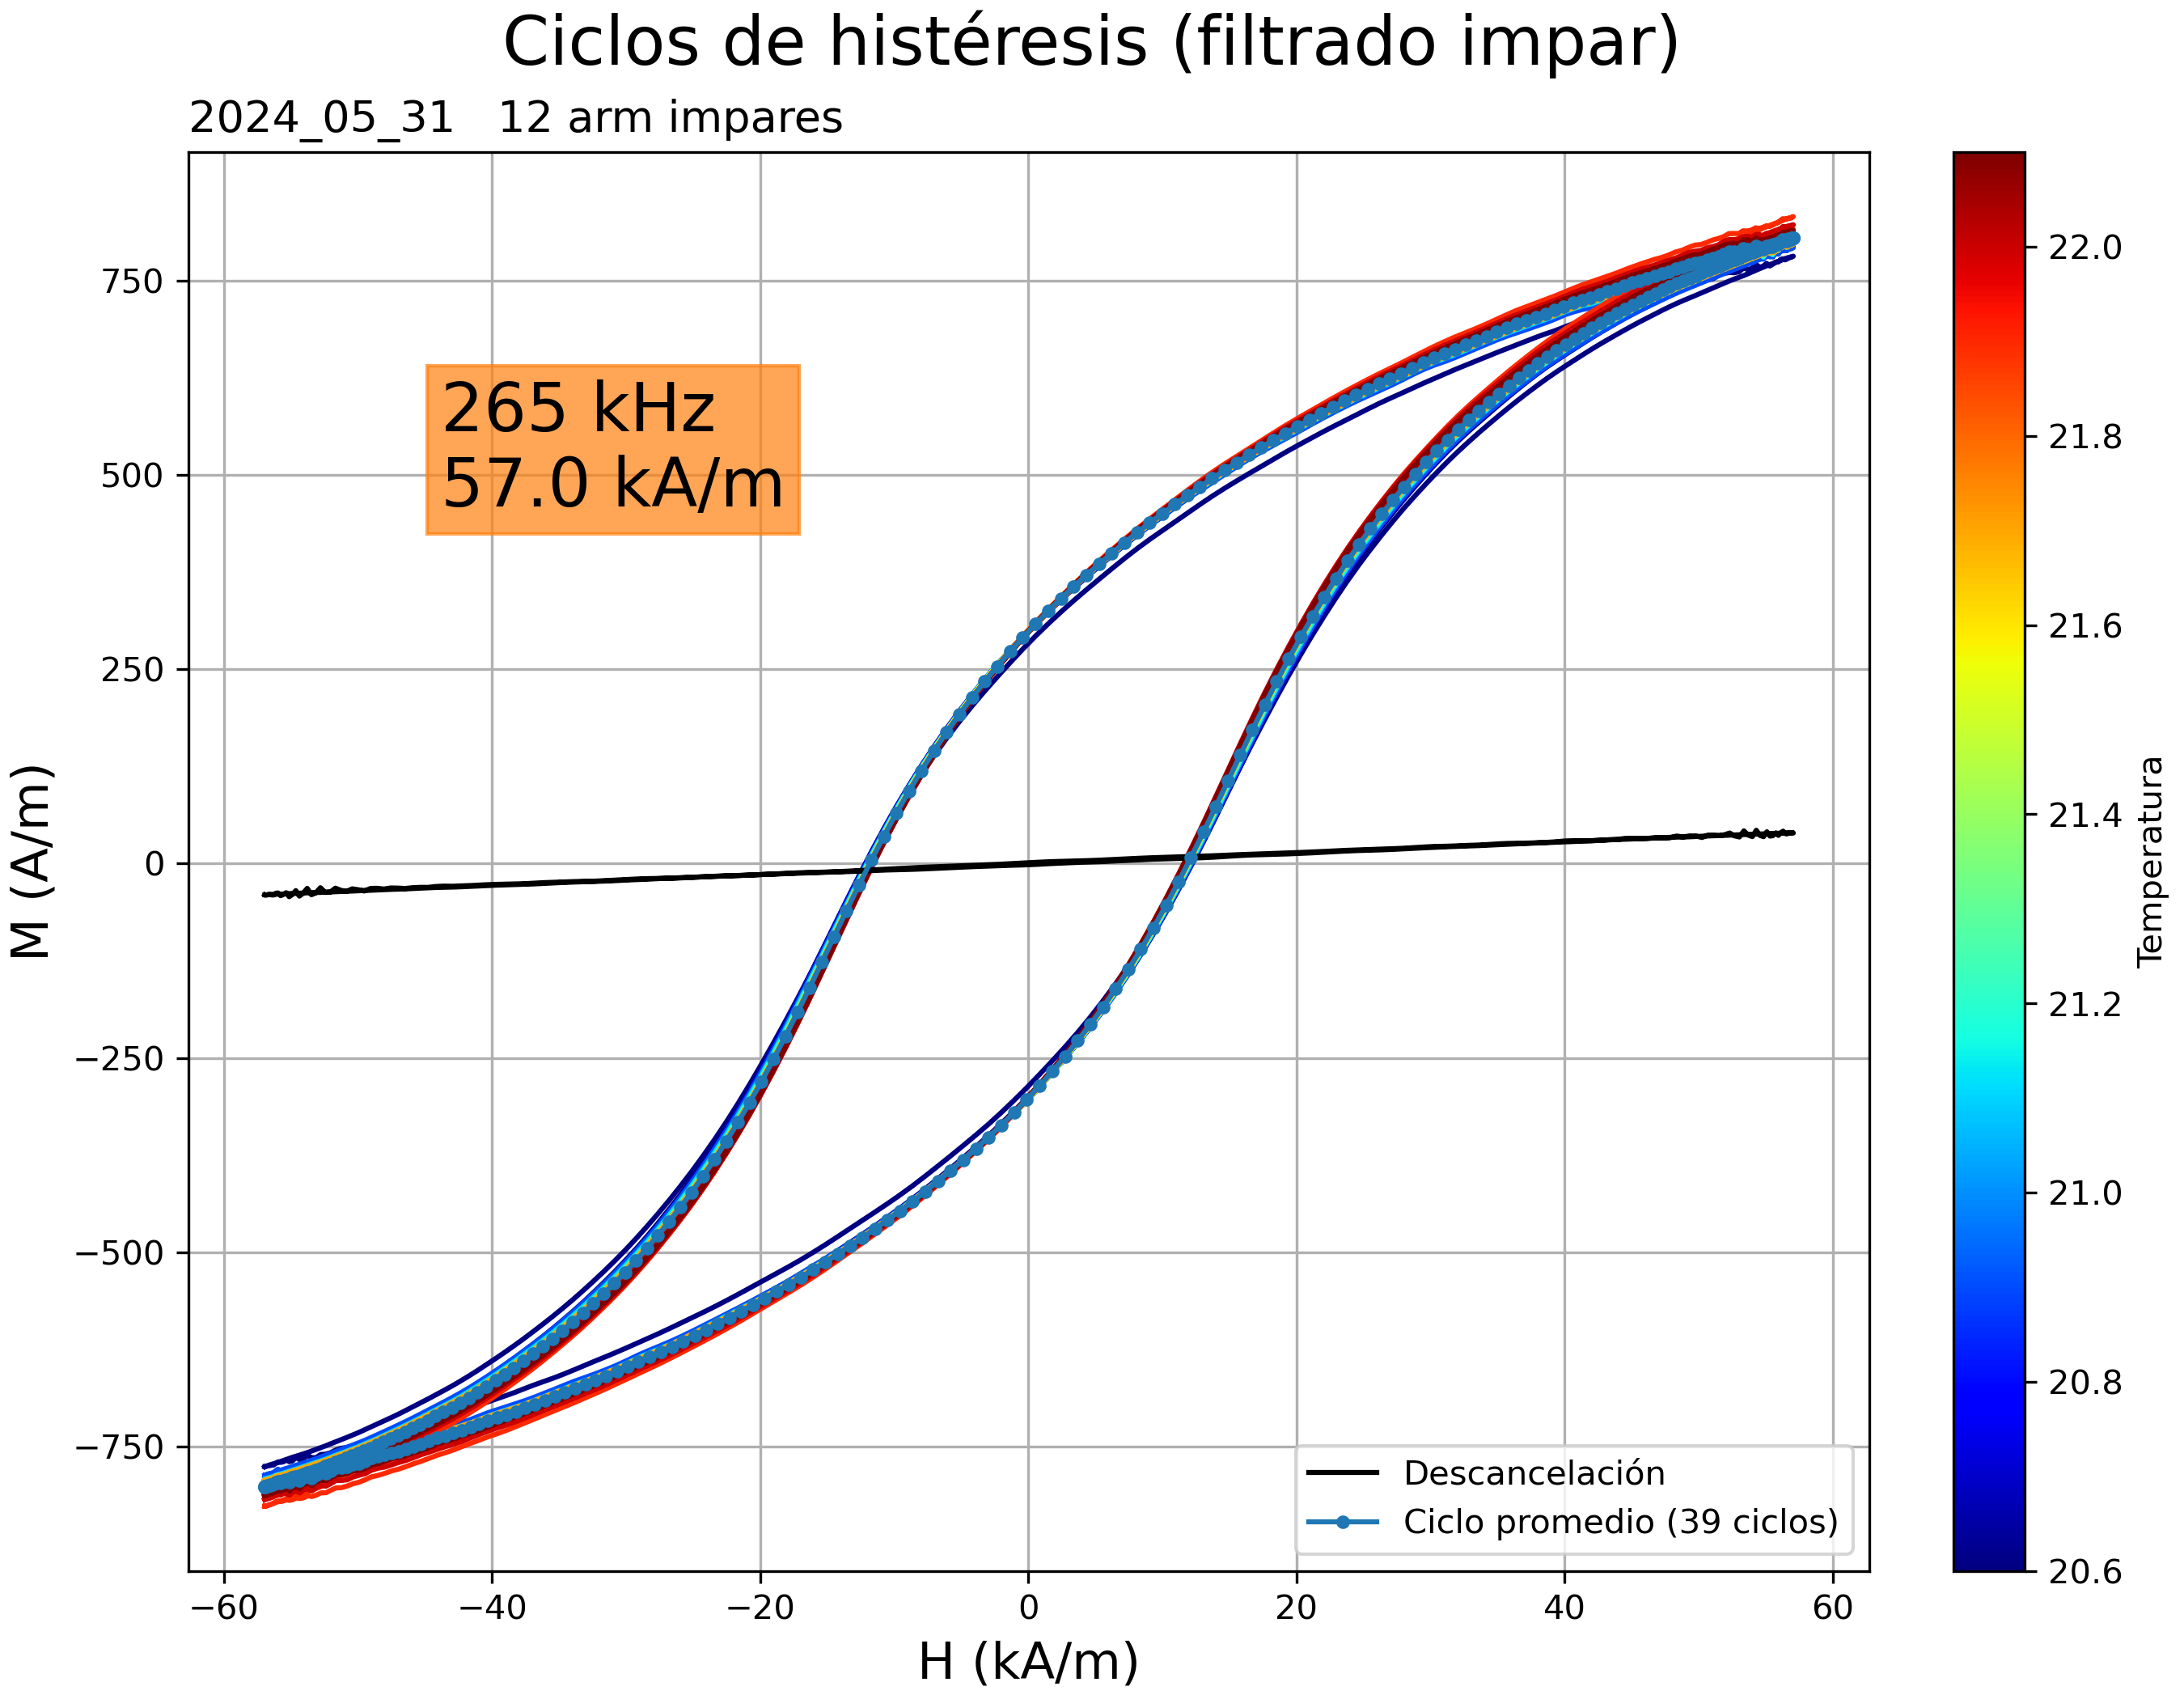 Ciclos de histéresis (filtrado impar)
2024_05_31   12 arm impares
265 kHz
57.0 kA/m
M (A/m)
750
500
250
0
−250
−500
−750
−60
−40
−20
0
20
40
60
H (kA/m)
Descancelación
Ciclo promedio (39 ciclos)
22.0
21.8
21.6
21.4
21.2
21.0
20.8
20.6
Temperatura